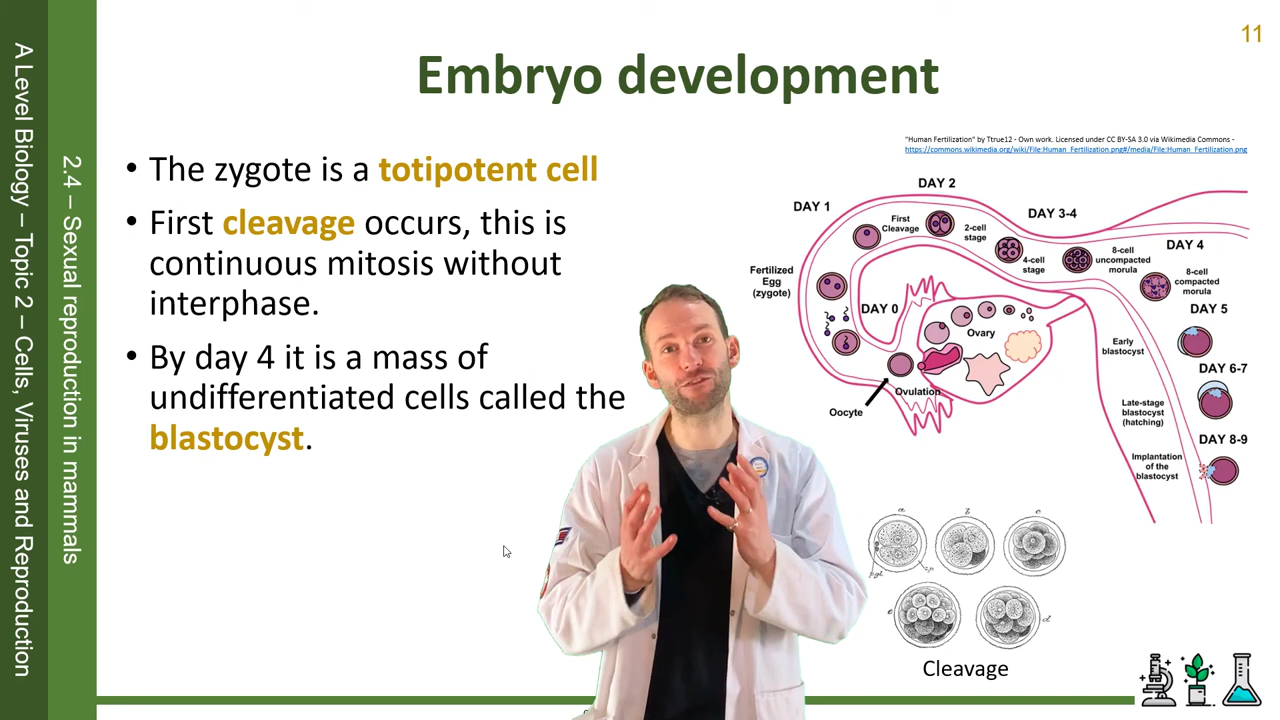 11
Embryo development
A Level Biology – Topic 2 – Cells, Viruses and Reproduction
2.4 – Sexual reproduction in mammals
• The zygote is a totipotent cell
• First cleavage occurs, this is
continuous mitosis without
interphase.
• By day 4 it is a mass of
undifferentiated cells called the
blastocyst.
"Human Fertilization" by Ttrue12 - Own work. Licensed under CC BY-SA 3.0 via Wikimedia Commons -
https://commons.wikimedia.org/wiki/File:Human_Fertilization.png#/media/File:Human_Fertilization.png
DAY 2
DAY 1
First
Cleavage
2-cell
stage
DAY 3-4
4-cell
stage
8-cell
uncompacted
morula
DAY 4
8-cell
compacted
morula
Fertilized
Egg
(zygote)
DAY 0
Ovary
Ovulation
Oocyte
DAY 5
Early
blastocyst
DAY 6-7
Late-stage
blastocyst
(hatching)
DAY 8-9
Implantation
of the
blastocyst
a
b
c
p.gl.
z.p.
e
d
Cleavage